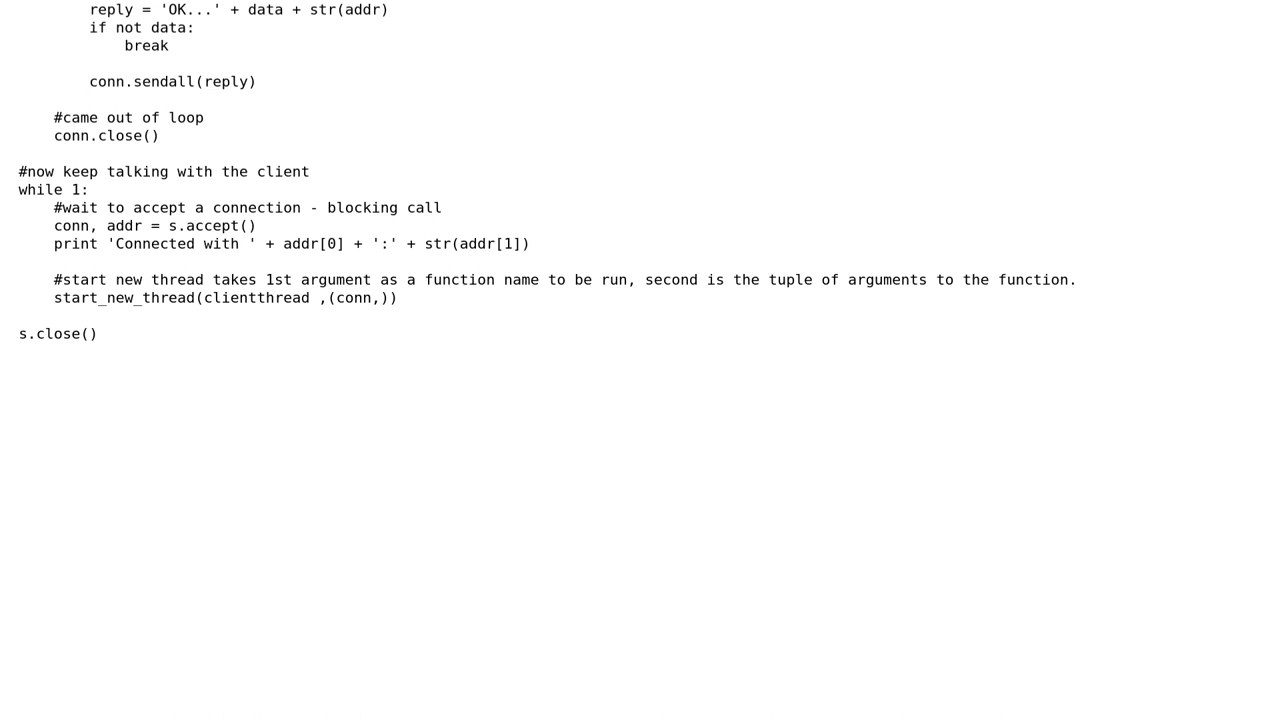 reply = 'OK...' + data + str(addr)
        if not data:
            break

        conn.sendall(reply)

    #came out of loop
    conn.close()

#now keep talking with the client
while 1:
    #wait to accept a connection - blocking call
    conn, addr = s.accept()
    print 'Connected with ' + addr[0] + ':' + str(addr[1])

    #start new thread takes 1st argument as a function name to be run, second is the tuple of arguments to the function.
    start_new_thread(clientthread ,(conn,))

s.close()